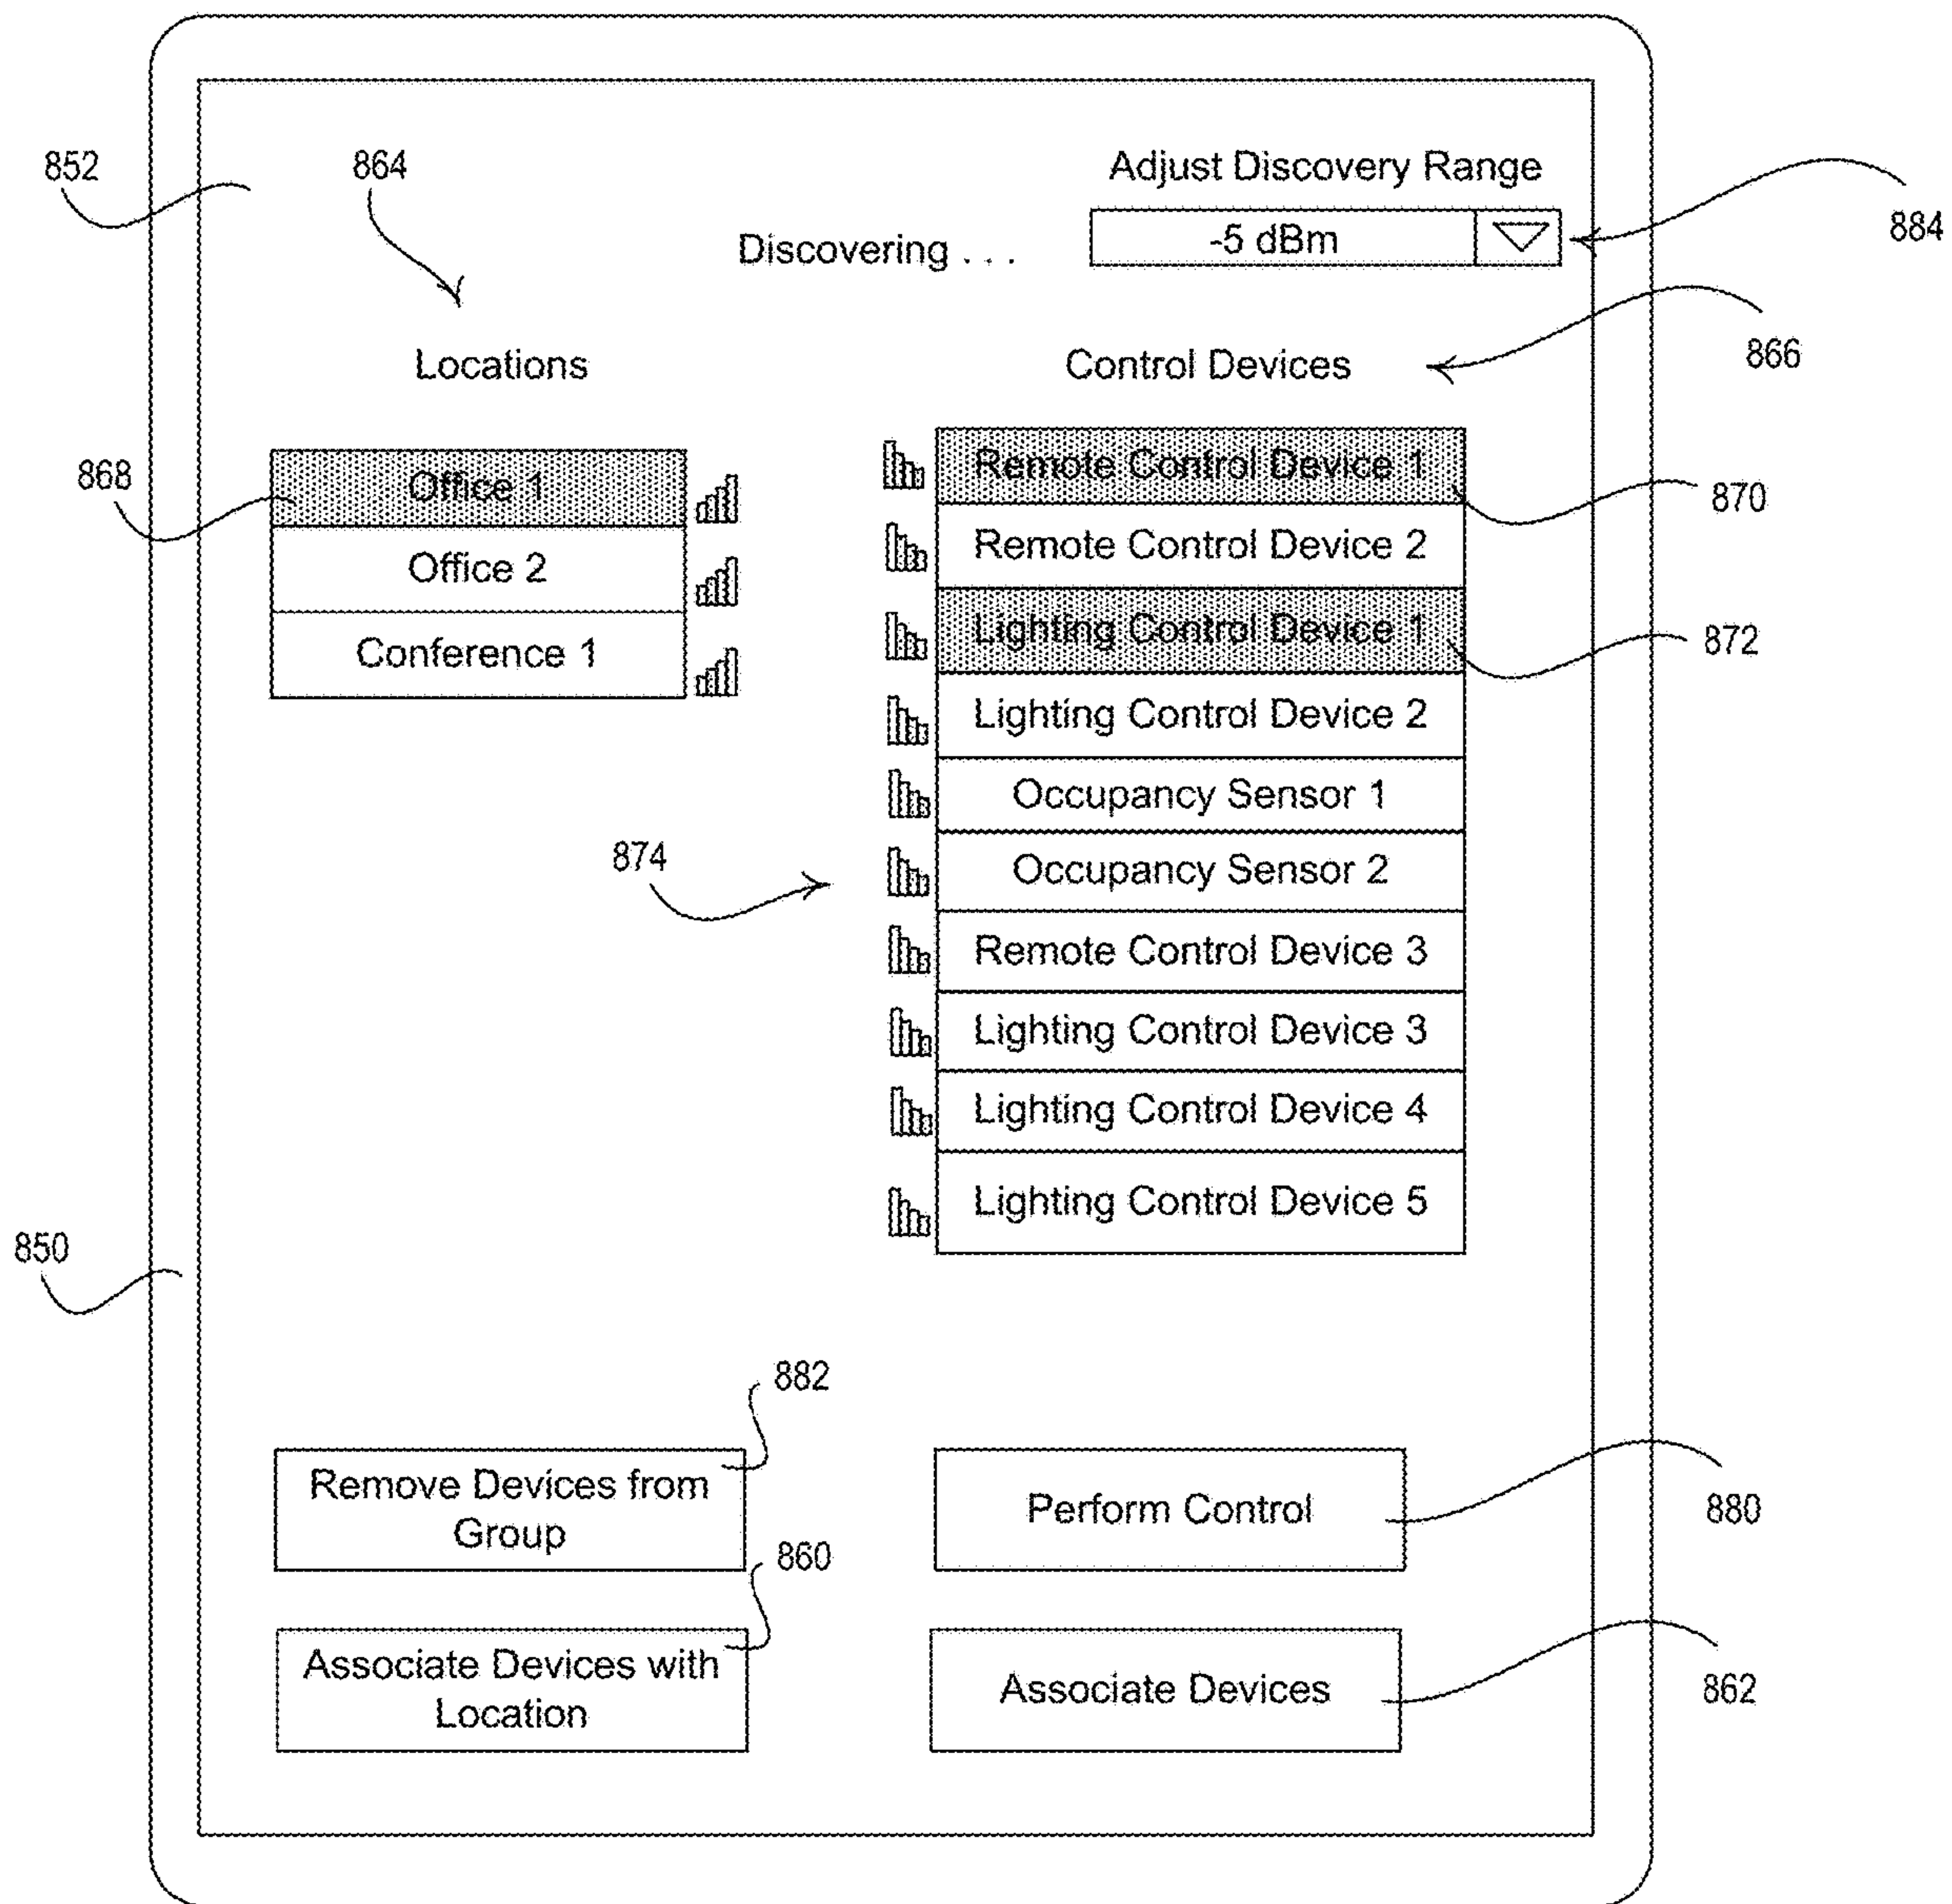 852
864
Adjust Discovery Range
884
Discovering . . .
-5 dBm
866
Locations
Control Devices
868
Office 1
Office 2
Conference 1
Remote Control Device 1
870
Remote Control Device 2
Lighting Control Device 1
872
Lighting Control Device 2
Occupancy Sensor 1
874
Occupancy Sensor 2
Remote Control Device 3
Lighting Control Device 3
Lighting Control Device 4
Lighting Control Device 5
850
882
Remove Devices from
Group
Perform Control
880
860
Associate Devices with
Location
Associate Devices
862